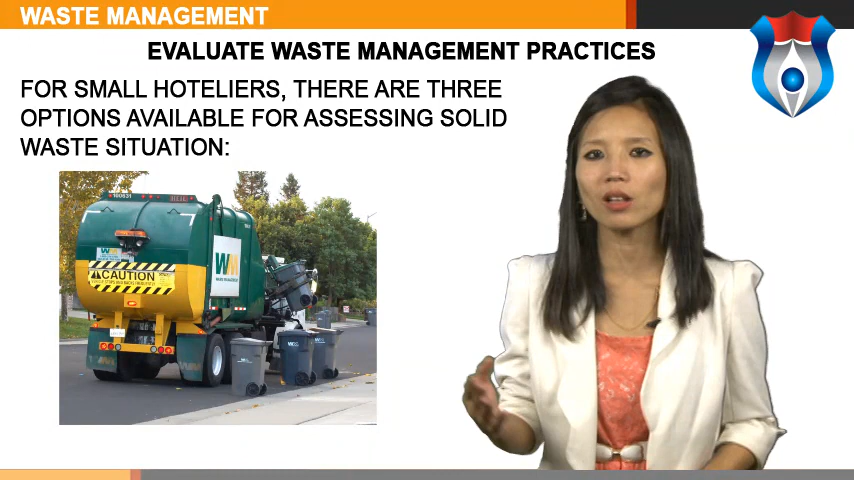 WASTE MANAGEMENT
EVALUATE WASTE MANAGEMENT PRACTICES
FOR SMALL HOTELIERS, THERE ARE THREE
OPTIONS AVAILABLE FOR ASSESSING SOLID
WASTE SITUATION:
WM
CAUTION